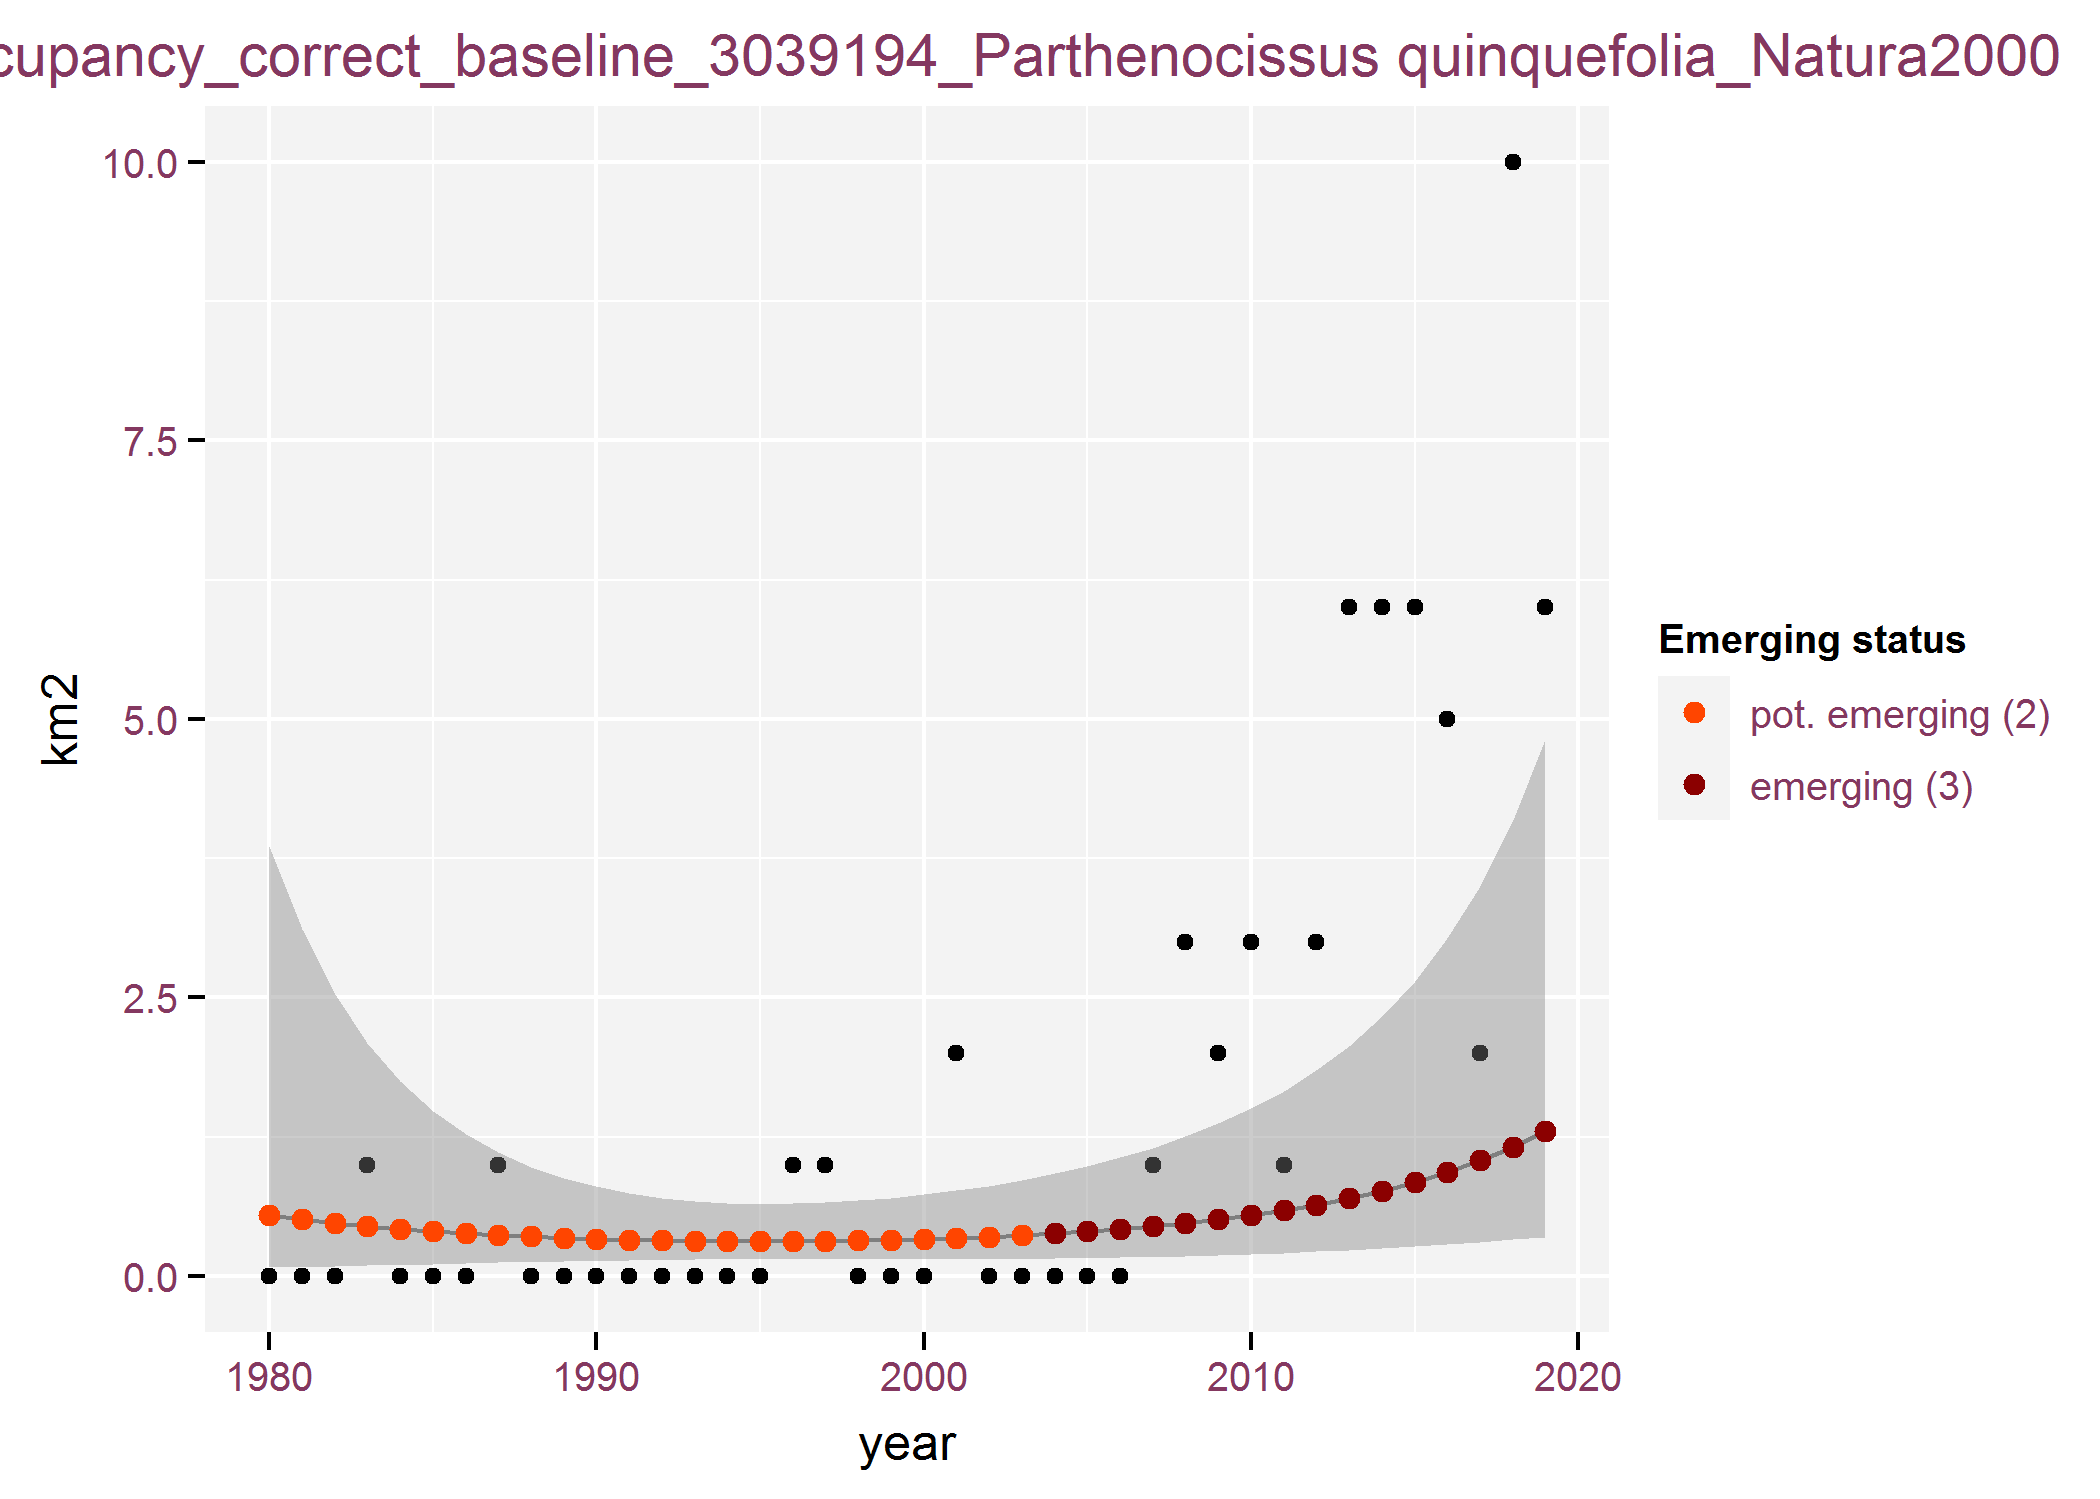 cupancy_correct_baseline_3039194_Parthenocissus quinquefolia_Natura2000
10.0
7.5
5.0
2.5
0.0
km2
1980 1990 2000 2010 2020
year
Emerging status
pot. emerging (2)
emerging (3)